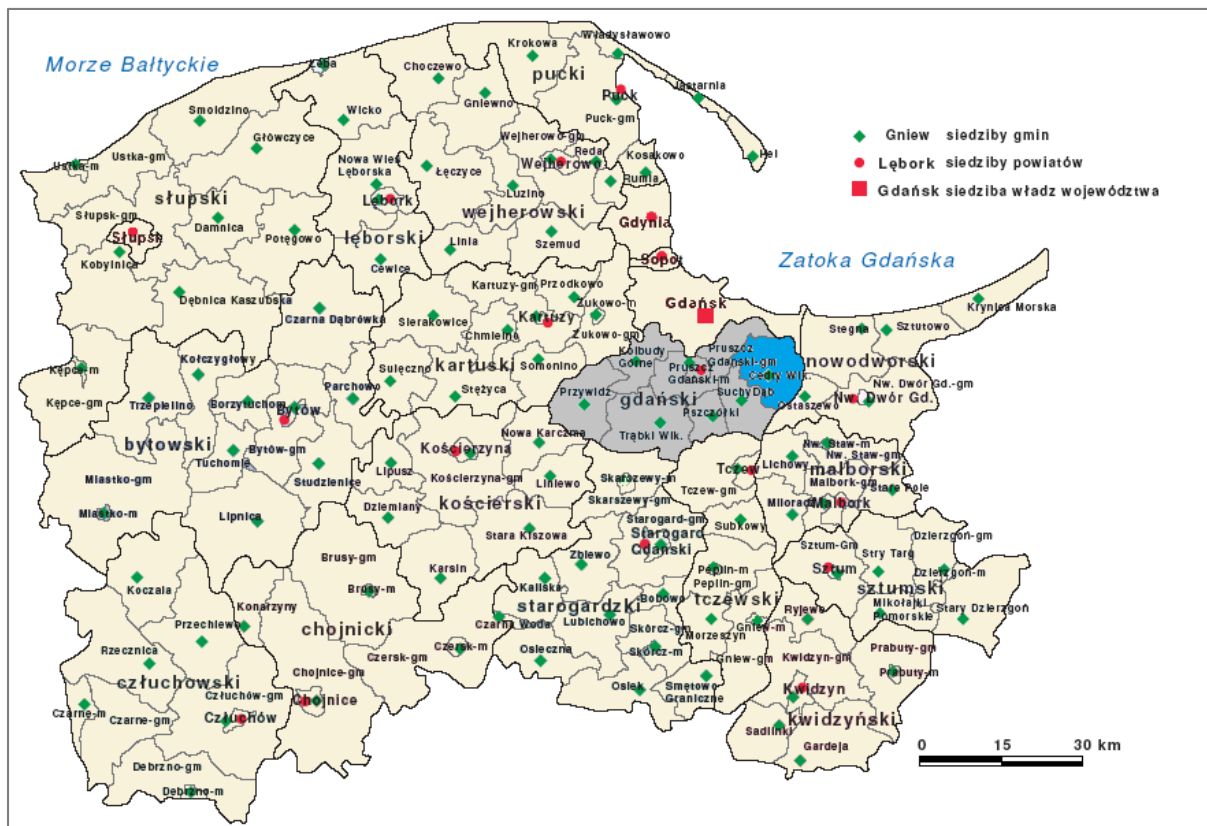 Morze Bałtyckie
Zatoka Gdańska
Gniew siedziby gmin
Lębork siedziby powiatów
Gdańsk siedziba władz województwa
Władysławowo
Krokowa
pucki
Choczewo
Łeba
Jastarnia
Gniewno
Puck
Puck-gm
Smołdzino
Wicko
Główczyce
Wejherowo-gm
Reda
Wejherowo
Kosakowo
Hel
Ustka-gm
Ustka-m
Nowa Wieś
Lęborska
Łęczyce
Rumia
Luzino
słupski
Lębork
wejherowski
Słupsk-gm
Damnica
Gdynia
Słupsk
Potęgowo
lęborski
Linia
Szemud
Kobylnica
Cewice
Sopot
Dębnica Kaszubska
Kartuzy-gm
Przodkowo
Gdańsk
Krynica Morska
Czarna Dąbrówka
Sierakowice
Kartuzy
Żukowo-m
Chmielno
Żukowo-gm
Stegna
Sztutowo
Kołczygłowy
Kolbudy
Górne
Pruszcz
Gdański-gm
nowodworski
kartuski
Somonino
Pruszcz
Gdański-m
Cedry Wlk.
Kępce-m
Sulęczno
Stężyca
Parchowo
Przywidz
gdański
Suchy Dąb
Nw. Dwór Gd.-gm
Nw. Dwór Gd.
Kępce-gm
Trzepielino
Borzytuchom
Bytów
Ostaszewo
Pszczółki
Trąbki Wlk.
bytowski
Bytów-gm
Tuchomie
Nowa Karczma
Kościerzyna
Nw. Staw-m
Nw. Staw-gm
Lipusz
Lichowy
malborski
Tczew
Miastko-gm
Studzienice
Kościerzyna-gm
Liniewo
Skarszewy-m
Skarszewy-gm
Tczew-gm
Malbork-gm
Stare Pole
Dziemiany
kościerski
Miłoradz
Malbork
Miastko-m
Lipnica
Stara Kiszowa
Starogard-gm
Starogard
Gdański
Subkowy
Dzierzgoń-gm
Brusy-gm
Zblewo
Sztum-Gm
Stry Targ
Peplin-m
Sztum
Dzierzgoń-m
Koczala
Karsin
Kaliska
Peplin-gm
sztumski
Brusy-m
Bobowo
tczewski
Mikołajki
Pomorskie
Stary Dzierzgoń
Konarzyny
starogardzki
Ryjewo
Przechlewo
chojnicki
Czarna Woda
Lubichowo
Gniew-m
Skórcz-gm
Morzeszyn
Rzecznica
Czersk-m
Osieczna
Skórcz-m
Gniew-gm
Kwidzyn-gm
Prabuty-gm
Czersk-gm
Prabuty-m
człuchowski
Chojnice-gm
Osiek
Smętowo
Graniczne
Kwidzyn
Człuchów-gm
Chojnice
Czarne-m
Czarne-gm
Człuchów
kwidzyński
Sadlinki
Gardeja
Debrzno-gm
Debrzno-m
0 15 30 km